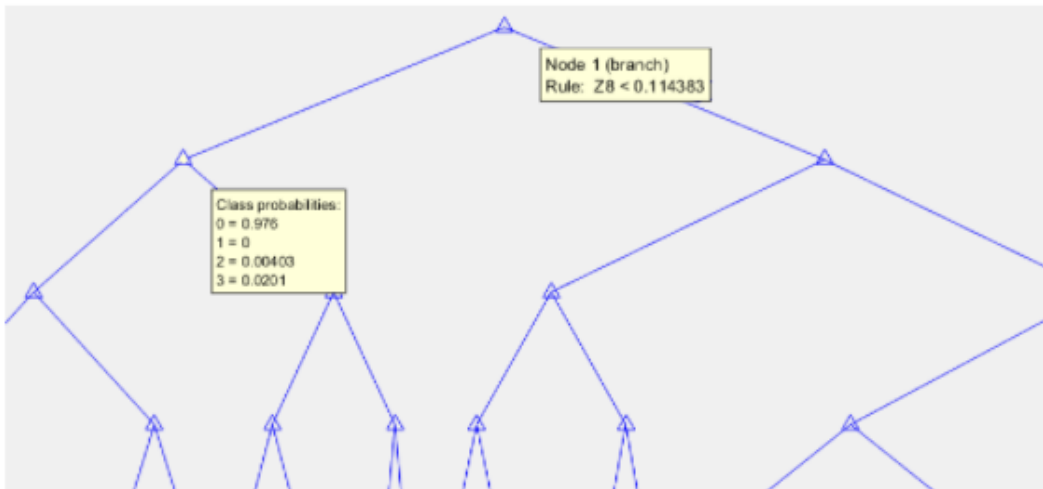 Node 1 (branch)
Rule: Z8 < 0.114383
Class probabilities:
0 = 0.976
1 = 0
2 = 0.00403
3 = 0.0201